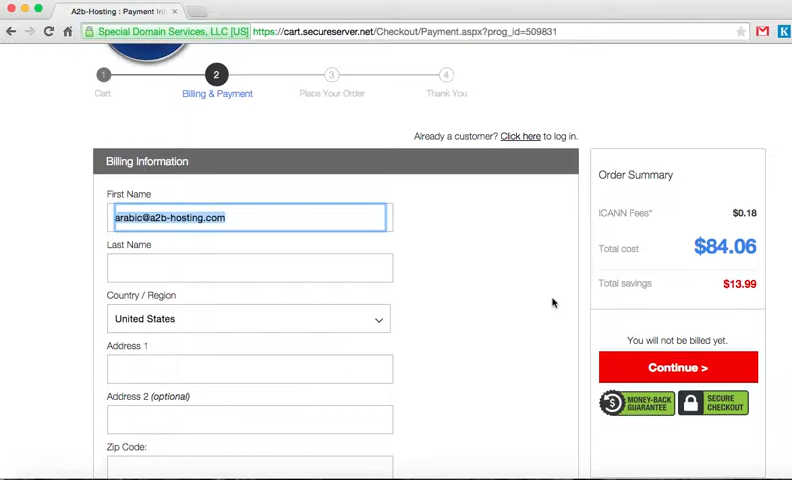 A2b-Hosting : Payment Inf
Special Domain Services, LLC [US]
https://cart.secureserver.net/Checkout/Payment.aspx?prog_id=509831
1
2
3
4
Cart
Billing & Payment
Place Your Order
Thank You
Already a customer? Click here to log in.
Billing Information
First Name
arabic@a2b-hosting.com
Last Name
Country / Region
United States
Address 1
Address 2 (optional)
Zip Code:
Order Summary
ICANN Fees* $0.18
Total cost $84.06
Total savings $13.99
You will not be billed yet.
Continue >
MONEY-BACK
GUARANTEE
SECURE
CHECKOUT